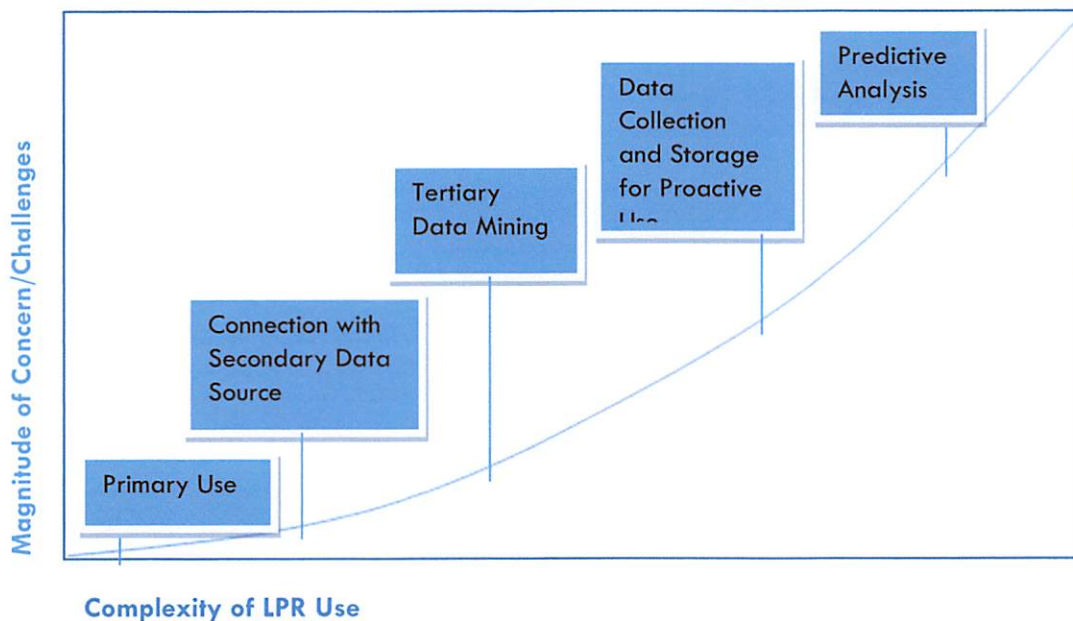 Predictive
Analysis
Data
Collection
and Storage
for Proactive
Use
Tertiary
Data Mining
Connection with
Secondary Data
Source
Primary Use
Magnitude of Concern/Challenges
Complexity of LPR Use